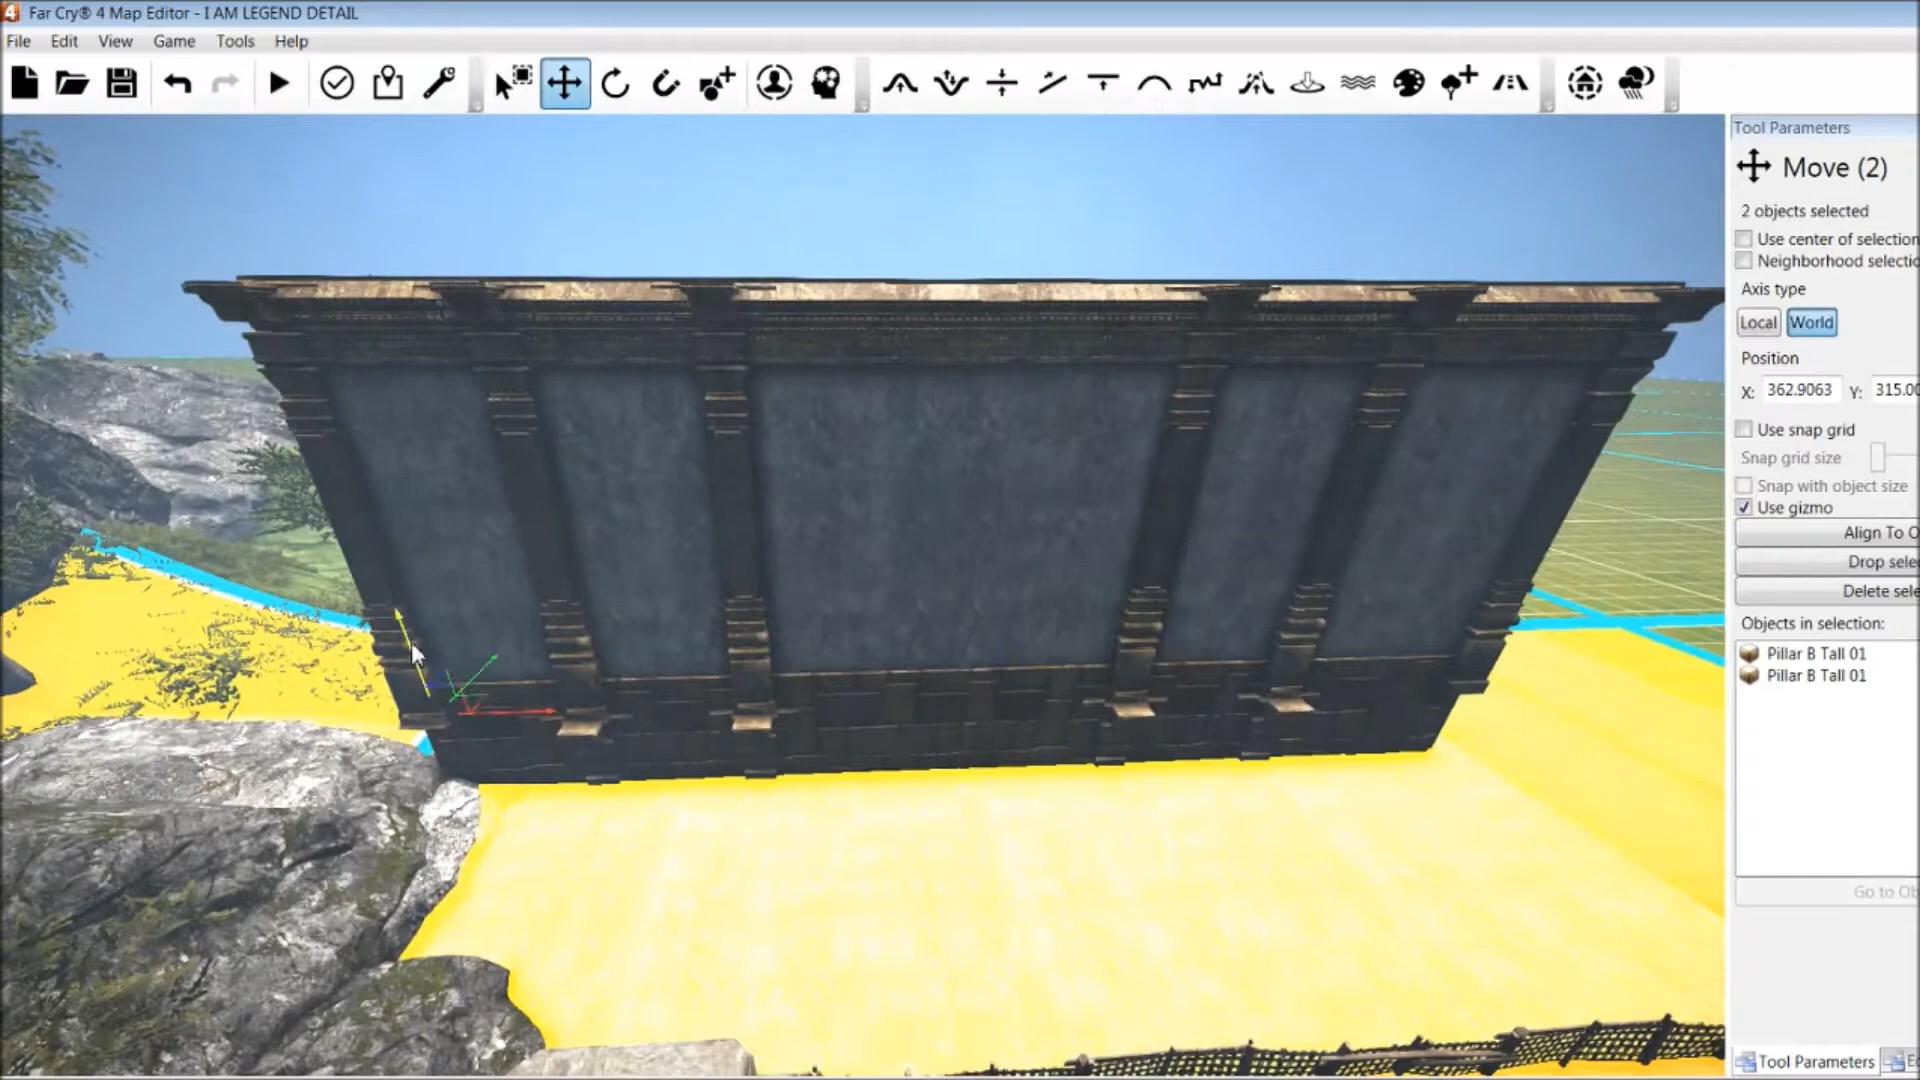 Far Cry® 4 Map Editor - I AM LEGEND DETAIL
File Edit View Game Tools Help
Tool Parameters
Move (2)
2 objects selected
Use center of selection
Neighborhood selectio
Axis type
Local World
Position
X: 362.9063 Y: 315.00
Use snap grid
Snap grid size
Snap with object size
Use gizmo
Align To O
Drop sele
Delete sele
Objects in selection:
Pillar B Tall 01
Pillar B Tall 01
Go to Ob
Tool Parameters E